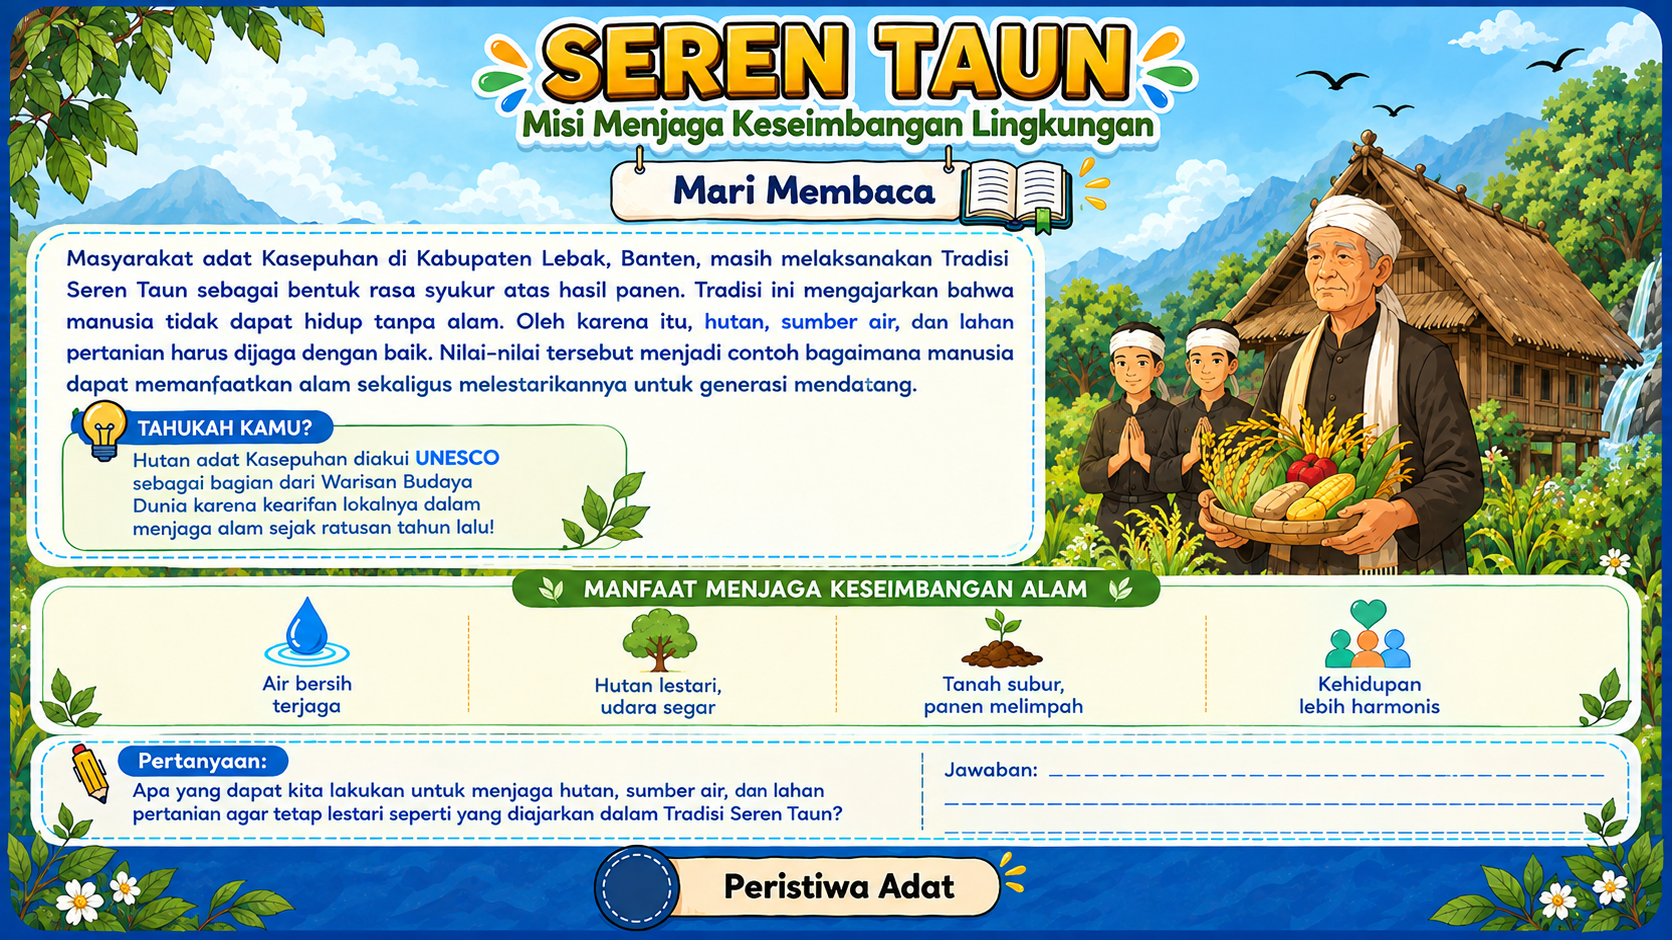 SEREN TAUN
Misi Menjaga Keseimbangan Lingkungan
Mari Membaca
Masyarakat adat Kasepuhan di Kabupaten Lebak, Banten, masih melaksanakan Tradisi
Seren Taun sebagai bentuk rasa syukur atas hasil panen. Tradisi ini mengajarkan bahwa
manusia tidak dapat hidup tanpa alam. Oleh karena itu, hutan, sumber air, dan lahan
pertanian harus dijaga dengan baik. Nilai-nilai tersebut menjadi contoh bagaimana manusia
dapat memanfaatkan alam sekaligus melestarikannya untuk generasi mendatang.
TAHUKAH KAMU?
Hutan adat Kasepuhan diakui UNESCO
sebagai bagian dari Warisan Budaya
Dunia karena kearifan lokalnya dalam
menjaga alam sejak ratusan tahun lalu!
MANFAAT MENJAGA KESEIMBANGAN ALAM
Air bersih
terjaga
Hutan lestari,
udara segar
Tanah subur,
panen melimpah
Kehidupan
lebih harmonis
Pertanyaan:
Apa yang dapat kita lakukan untuk menjaga hutan, sumber air, dan lahan
pertanian agar tetap lestari seperti yang diajarkan dalam Tradisi Seren Taun?
Jawaban:
Peristiwa Adat